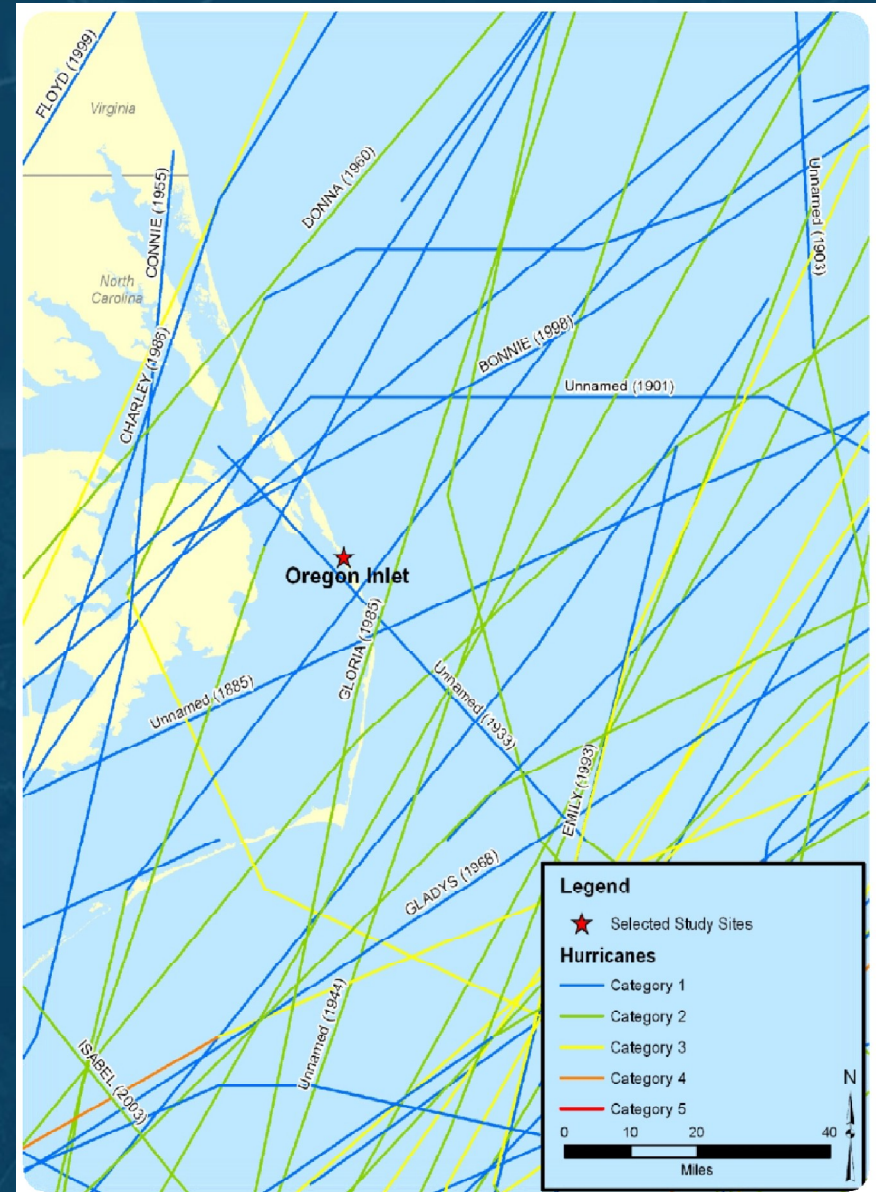 FLOYD (1999)
Virginia
CONNIE (1955)
DONNA (1960)
Unnamed (1903)
North
Carolina
CHARLEY (1986)
BONNIE (1998)
Unnamed (1901)
Oregon Inlet
GLORIA (1985)
Unnamed (1885)
Unnamed (1933)
EMILY (1993)
GLADYS (1968)
Unnamed (1944)
ISABEL (2003)
Legend
Selected Study Sites
Hurricanes
Category 1
Category 2
Category 3
Category 4
Category 5
N
0 10 20 40
Miles